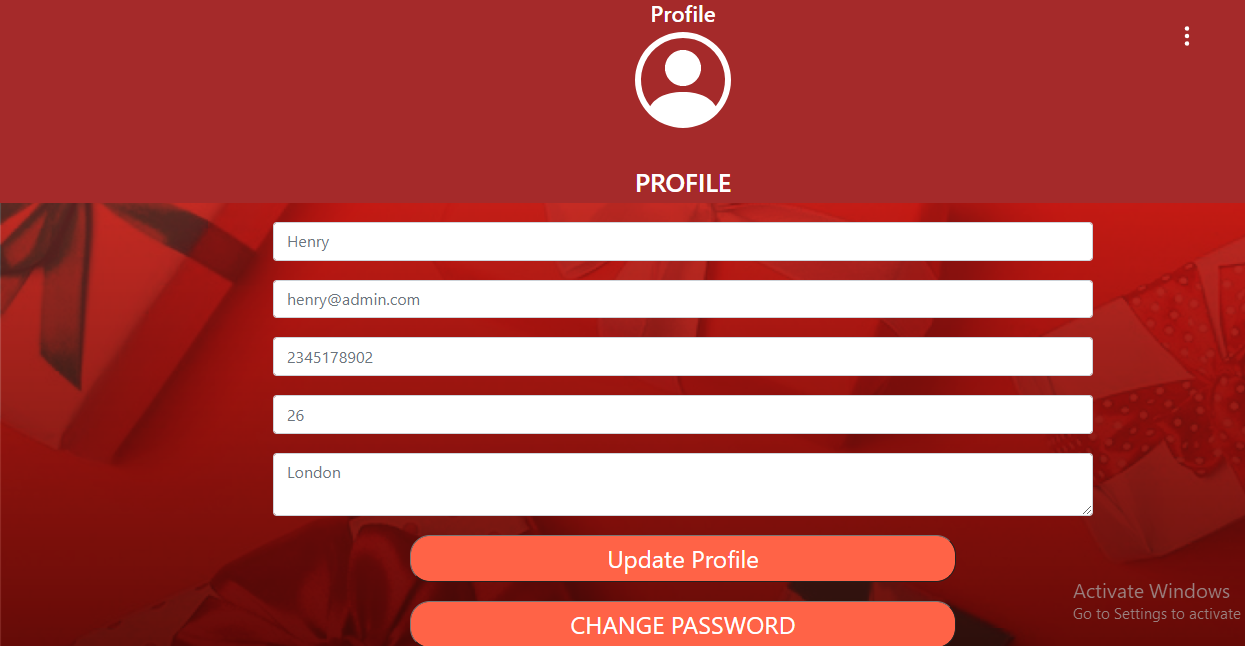 Profile
PROFILE
Henry
henry@admin.com
2345178902
26
London
Update Profile
CHANGE PASSWORD
Activate Windows
Go to Settings to activate